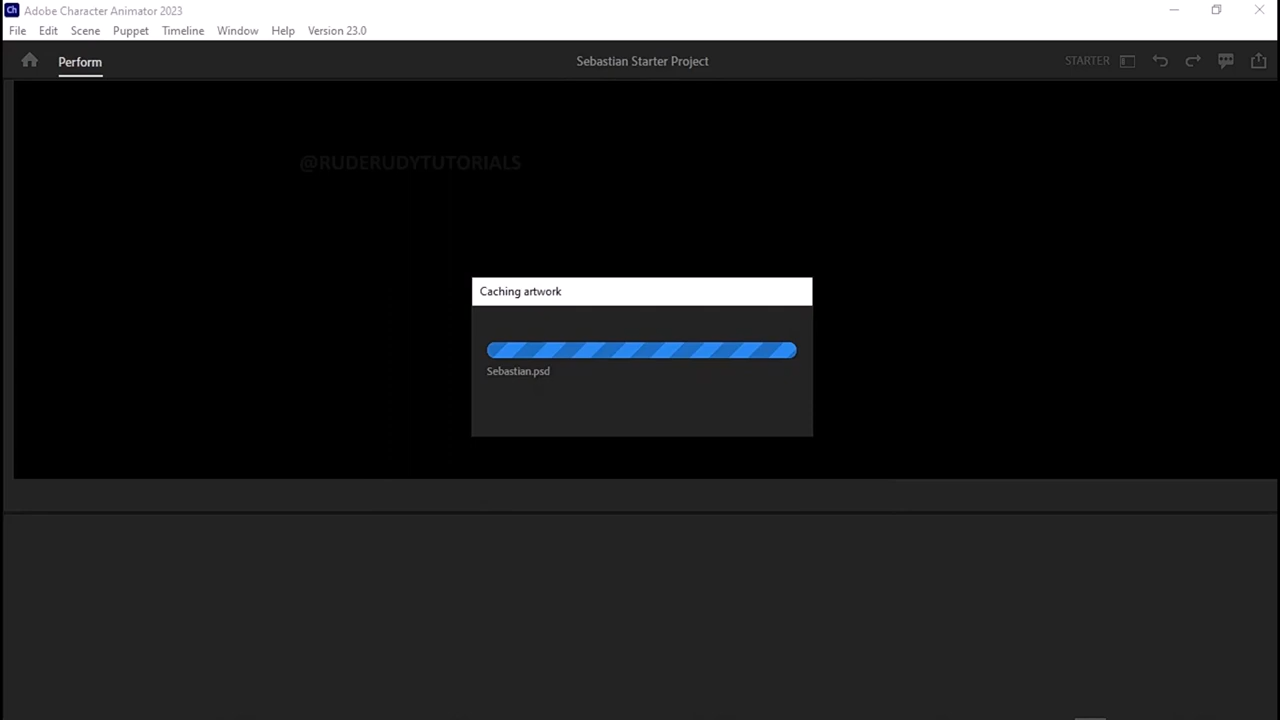 Ch Adobe Character Animator 2023
File Edit Scene Puppet Timeline Window Help Version 23.0
Perform Sebastian Starter Project STARTER
@RUDERUDYTUTORIALS
Caching artwork
Sebastian.psd